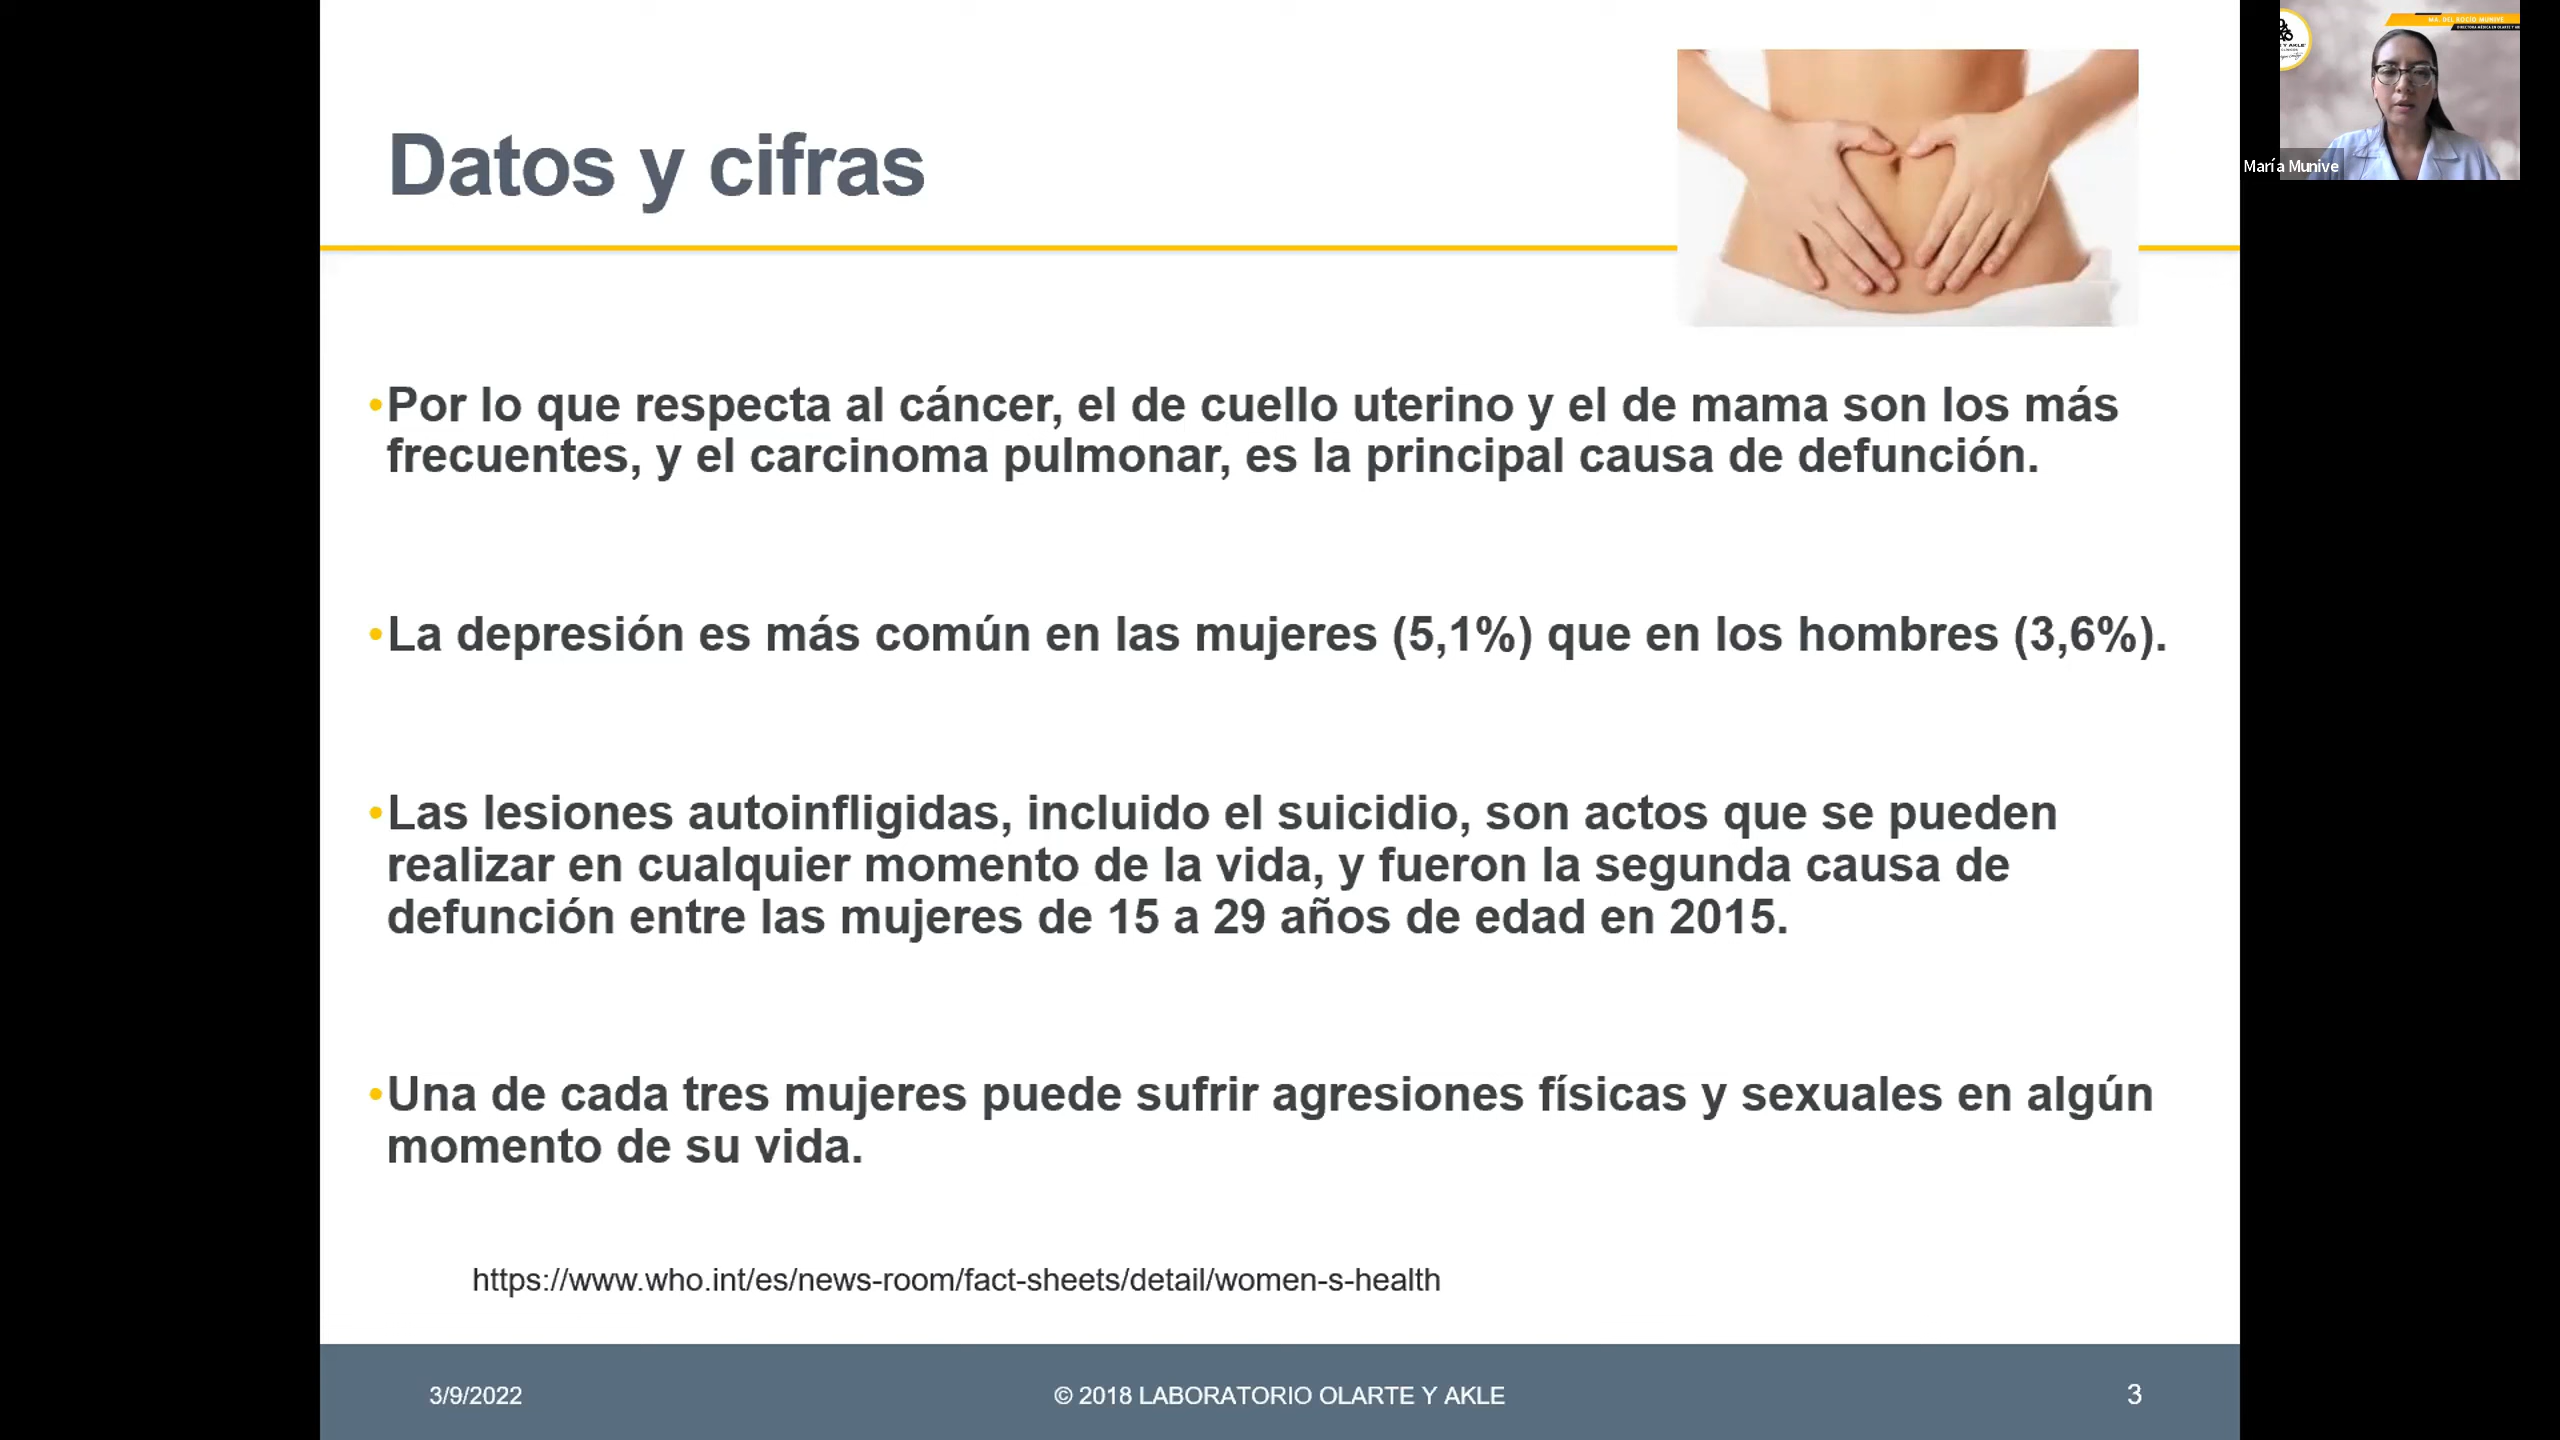 Datos y cifras
•Por lo que respecta al cáncer, el de cuello uterino y el de mama son los más
frecuentes, y el carcinoma pulmonar, es la principal causa de defunción.
•La depresión es más común en las mujeres (5,1%) que en los hombres (3,6%).
•Las lesiones autoinfligidas, incluido el suicidio, son actos que se pueden
realizar en cualquier momento de la vida, y fueron la segunda causa de
defunción entre las mujeres de 15 a 29 años de edad en 2015.
•Una de cada tres mujeres puede sufrir agresiones físicas y sexuales en algún
momento de su vida.
https://www.who.int/es/news-room/fact-sheets/detail/women-s-health
3/9/2022
© 2018 LABORATORIO OLARTE Y AKLE
3
MA. DEL ROCÍO MUNIVE
Y AKLE
María Munive